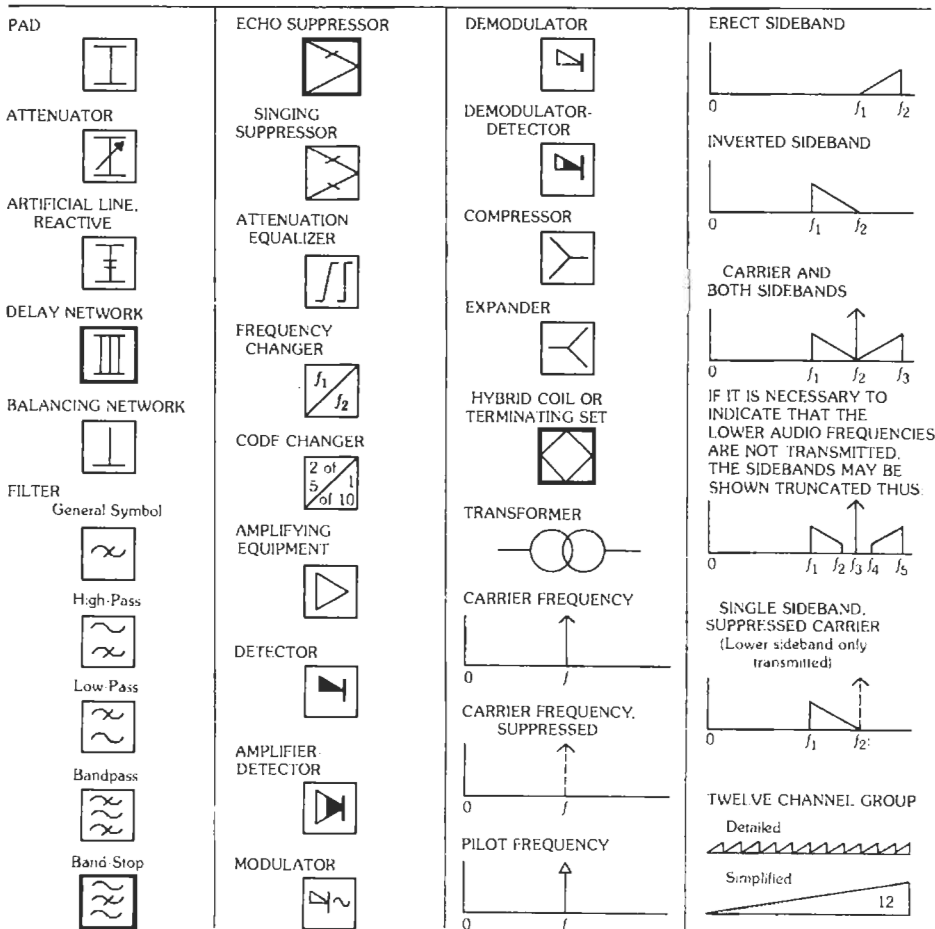 PAD
ATTENUATOR
ARTIFICIAL LINE,
REACTIVE
DELAY NETWORK
BALANCING NETWORK
FILTER
General Symbol
High-Pass
Low-Pass
Bandpass
Band-Stop
ECHO SUPPRESSOR
SINGING
SUPPRESSOR
ATTENUATION
EQUALIZER
FREQUENCY
CHANGER
f1
f2
CODE CHANGER
2 of
5 1
of 10
AMPLIFYING
EQUIPMENT
DETECTOR
AMPLIFIER-
DETECTOR
MODULATOR
DEMODULATOR
DEMODULATOR-
DETECTOR
COMPRESSOR
EXPANDER
HYBRID COIL OR
TERMINATING SET
TRANSFORMER
CARRIER FREQUENCY
0 f
CARRIER FREQUENCY,
SUPPRESSED
0 f
PILOT FREQUENCY
0 f
ERECT SIDEBAND
0 f1 f2
INVERTED SIDEBAND
0 f1 f2
CARRIER AND
BOTH SIDEBANDS
0 f1 f2 f3
IF IT IS NECESSARY TO
INDICATE THAT THE
LOWER AUDIO FREQUENCIES
ARE NOT TRANSMITTED,
THE SIDEBANDS MAY BE
SHOWN TRUNCATED THUS:
0 f1 f2 f3 f4 f5
SINGLE SIDEBAND,
SUPPRESSED CARRIER
(Lower sideband only
transmitted)
0 f1 f2
TWELVE CHANNEL GROUP
Detailed
Simplified
12